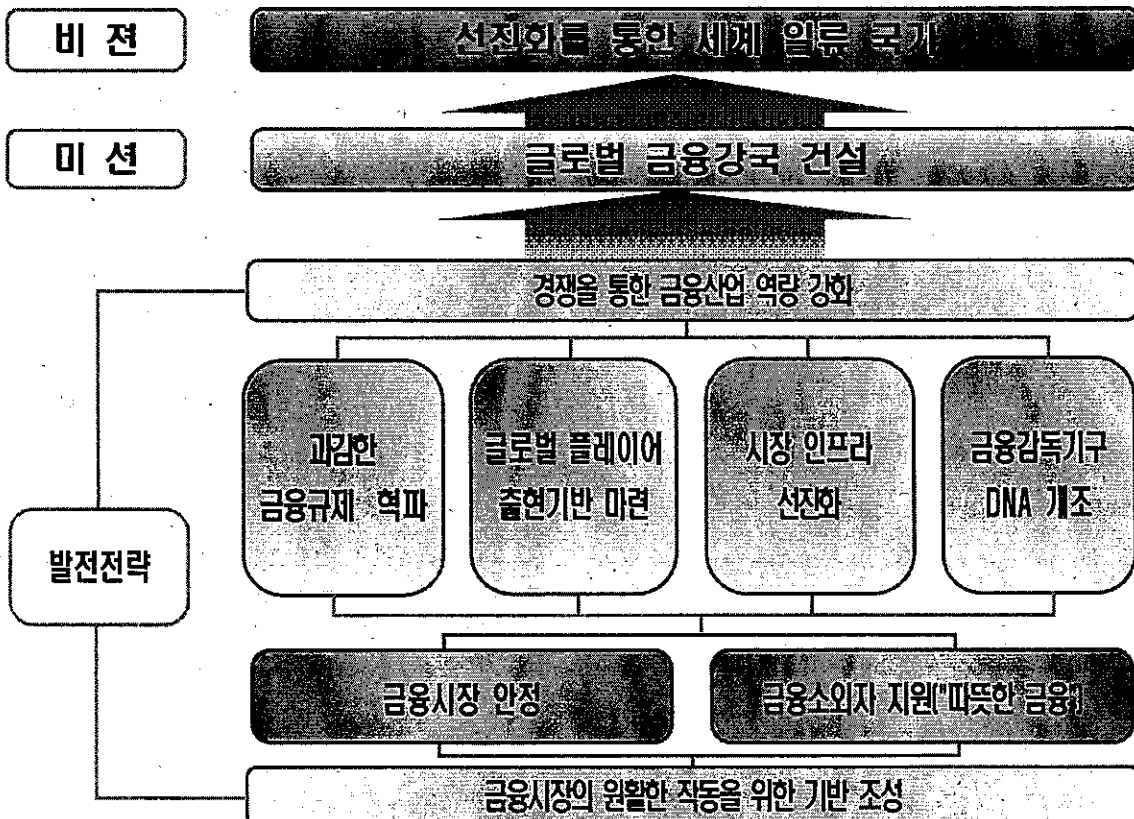 비 젼
선진화를 통한 세계 일류 국가
미 션
글로벌 금융강국 건설
경쟁을 통한 금융산업 역량 강화
과감한
금융규제 혁파
글로벌 플레이어
출현기반 마련
시장 인프라
선진화
금융감독기구
DNA 개조
발전전략
금융시장 안정
금융소외자 지원("따뜻한 금융")
금융시장의 원활한 작동을 위한 기반 조성